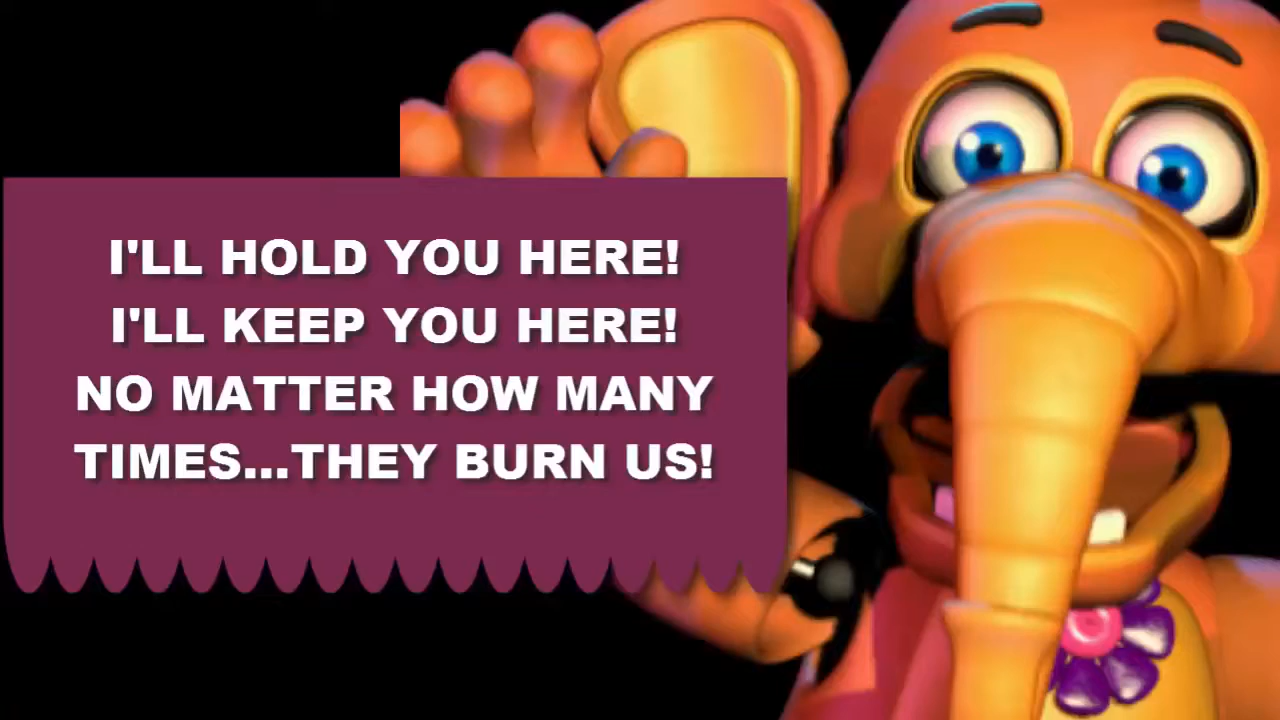 I'LL HOLD YOU HERE!
I'LL KEEP YOU HERE!
NO MATTER HOW MANY
TIMES...THEY BURN US!